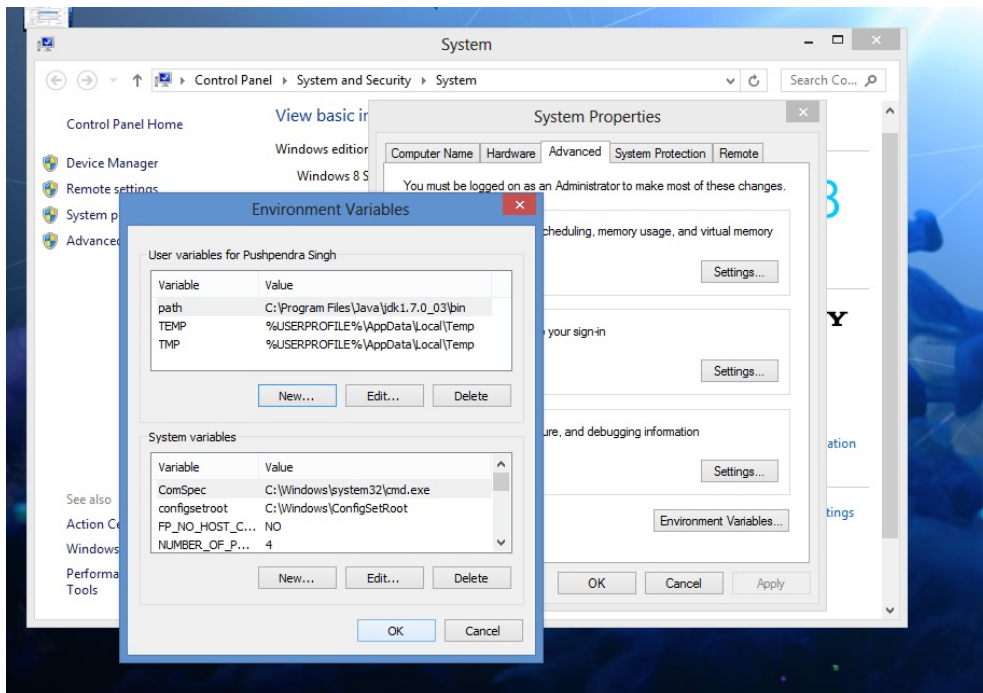 System
Control Panel
System and Security
System
Search Co...
Control Panel Home
Device Manager
Remote settings
System p
Advanced
See also
Action Ce
Windows
Performa
Tools
View basic in
Windows edition
Windows 8 S
8
Y
ation
tings
System Properties
Computer Name
Hardware
Advanced
System Protection
Remote
You must be logged on as an Administrator to make most of these changes.
cheduling, memory usage, and virtual memory
Settings...
your sign-in
Settings...
ure, and debugging information
Settings...
Environment Variables...
OK
Cancel
Apply
Environment Variables
User variables for Pushpendra Singh
Variable Value
path C:\Program Files\Java\jdk1.7.0_03\bin
TEMP %USERPROFILE%\AppData\Local\Temp
TMP %USERPROFILE%\AppData\Local\Temp
New...
Edit...
Delete
System variables
Variable Value
ComSpec C:\Windows\system32\cmd.exe
configsetroot C:\Windows\ConfigSetRoot
FP_NO_HOST_C... NO
NUMBER_OF_P... 4
New...
Edit...
Delete
OK
Cancel